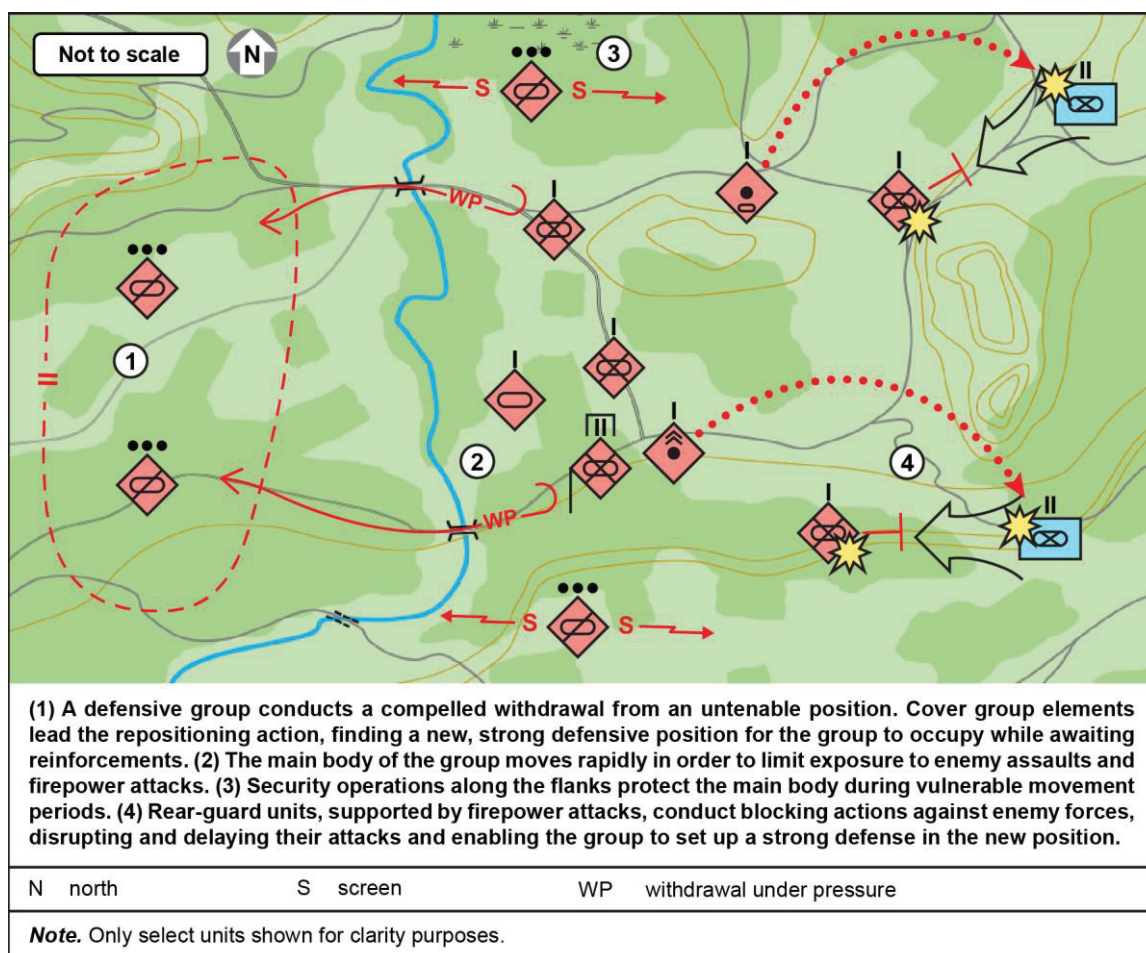 Not to scale
N
3
S
S
II
I
I
WP
I
I
1
I
I
II
2
4
II
I
WP
S
S
(1) A defensive group conducts a compelled withdrawal from an untenable position. Cover group elements
lead the repositioning action, finding a new, strong defensive position for the group to occupy while awaiting
reinforcements. (2) The main body of the group moves rapidly in order to limit exposure to enemy assaults and
firepower attacks. (3) Security operations along the flanks protect the main body during vulnerable movement
periods. (4) Rear-guard units, supported by firepower attacks, conduct blocking actions against enemy forces,
disrupting and delaying their attacks and enabling the group to set up a strong defense in the new position.
N north S screen WP withdrawal under pressure
Note. Only select units shown for clarity purposes.